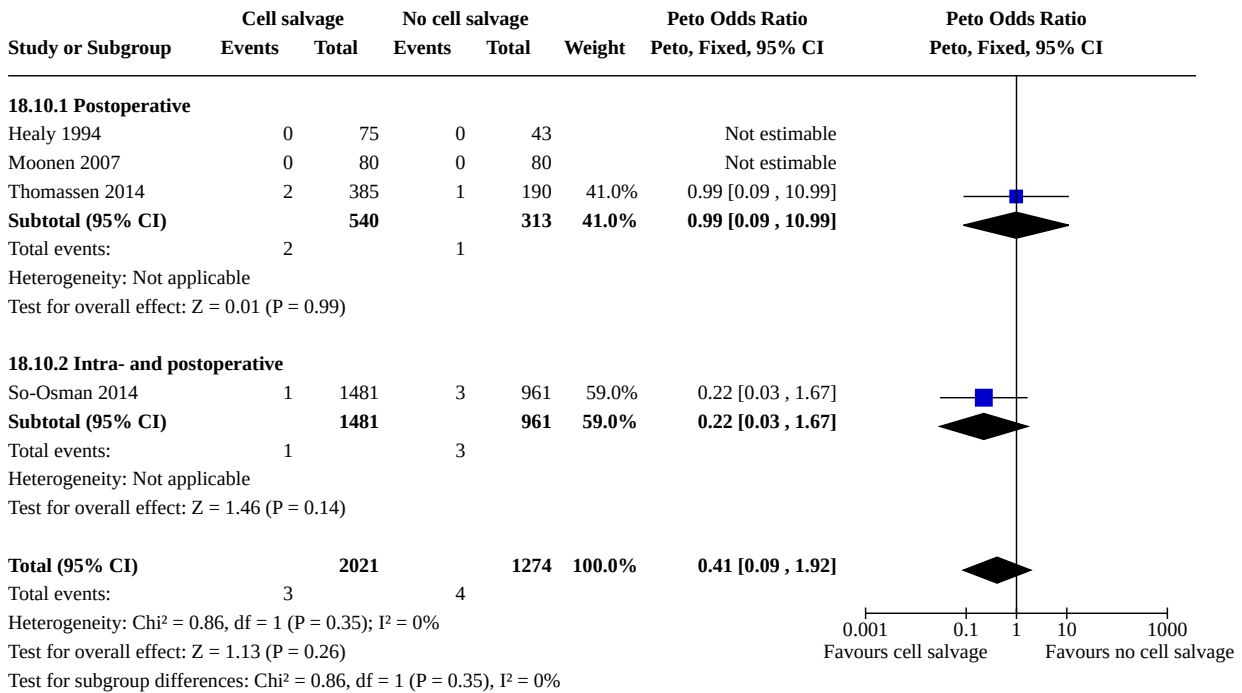 Cell salvage No cell salvage Peto Odds Ratio Peto Odds Ratio
Study or Subgroup Events Total Events Total Weight Peto, Fixed, 95% CI Peto, Fixed, 95% CI
18.10.1 Postoperative
Healy 1994 0 75 0 43 Not estimable
Moonen 2007 0 80 0 80 Not estimable
Thomassen 2014 2 385 1 190 41.0% 0.99 [0.09 , 10.99]
Subtotal (95% CI) 540 313 41.0% 0.99 [0.09 , 10.99]
Total events: 2 1
Heterogeneity: Not applicable
Test for overall effect: Z = 0.01 (P = 0.99)
18.10.2 Intra- and postoperative
So-Osman 2014 1 1481 3 961 59.0% 0.22 [0.03 , 1.67]
Subtotal (95% CI) 1481 961 59.0% 0.22 [0.03 , 1.67]
Total events: 1 3
Heterogeneity: Not applicable
Test for overall effect: Z = 1.46 (P = 0.14)
Total (95% CI) 2021 1274 100.0% 0.41 [0.09 , 1.92]
Total events: 3 4
Heterogeneity: Chi² = 0.86, df = 1 (P = 0.35); I² = 0%
0.001 0.1 1 10 1000
Test for overall effect: Z = 1.13 (P = 0.26)
Favours cell salvage Favours no cell salvage
Test for subgroup differences: Chi² = 0.86, df = 1 (P = 0.35), I² = 0%